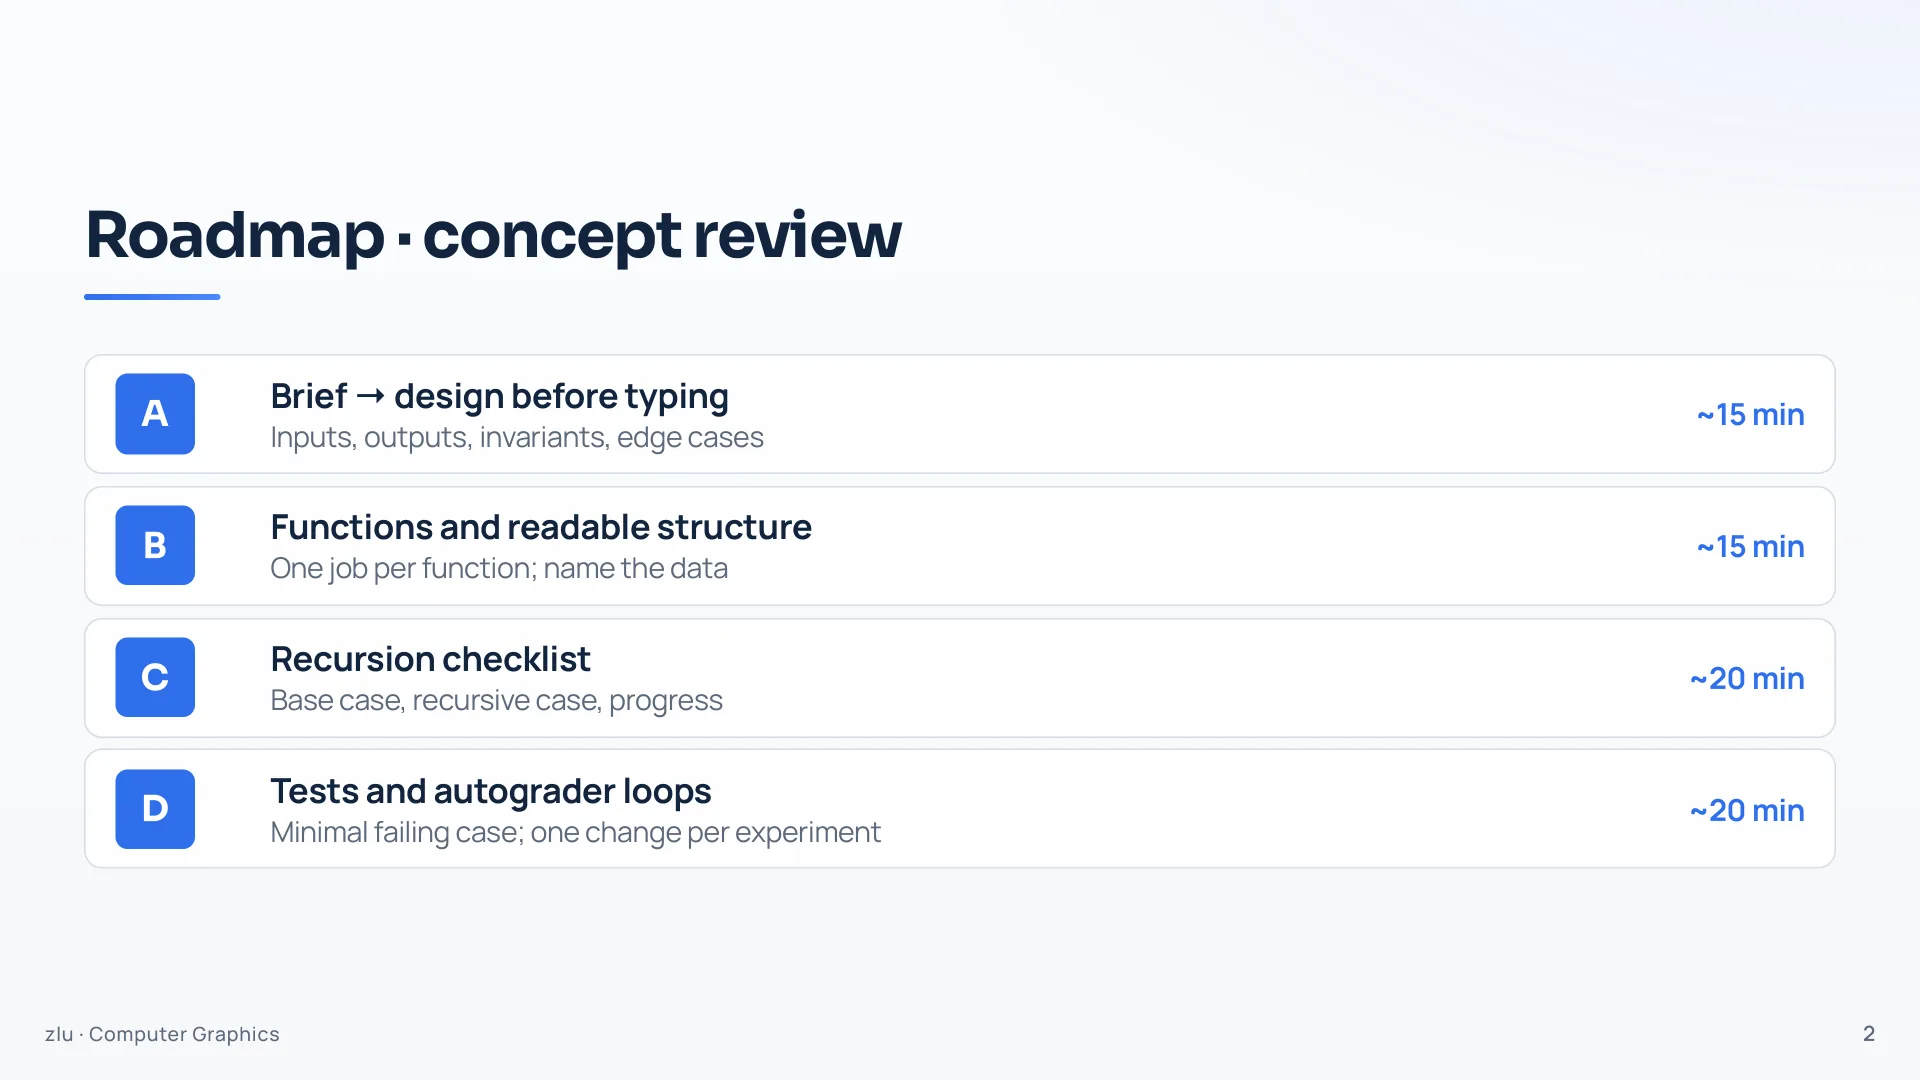 Roadmap · concept review
A
Brief → design before typing
Inputs, outputs, invariants, edge cases
~15 min
B
Functions and readable structure
One job per function; name the data
~15 min
C
Recursion checklist
Base case, recursive case, progress
~20 min
D
Tests and autograder loops
Minimal failing case; one change per experiment
~20 min
zlu · Computer Graphics
2